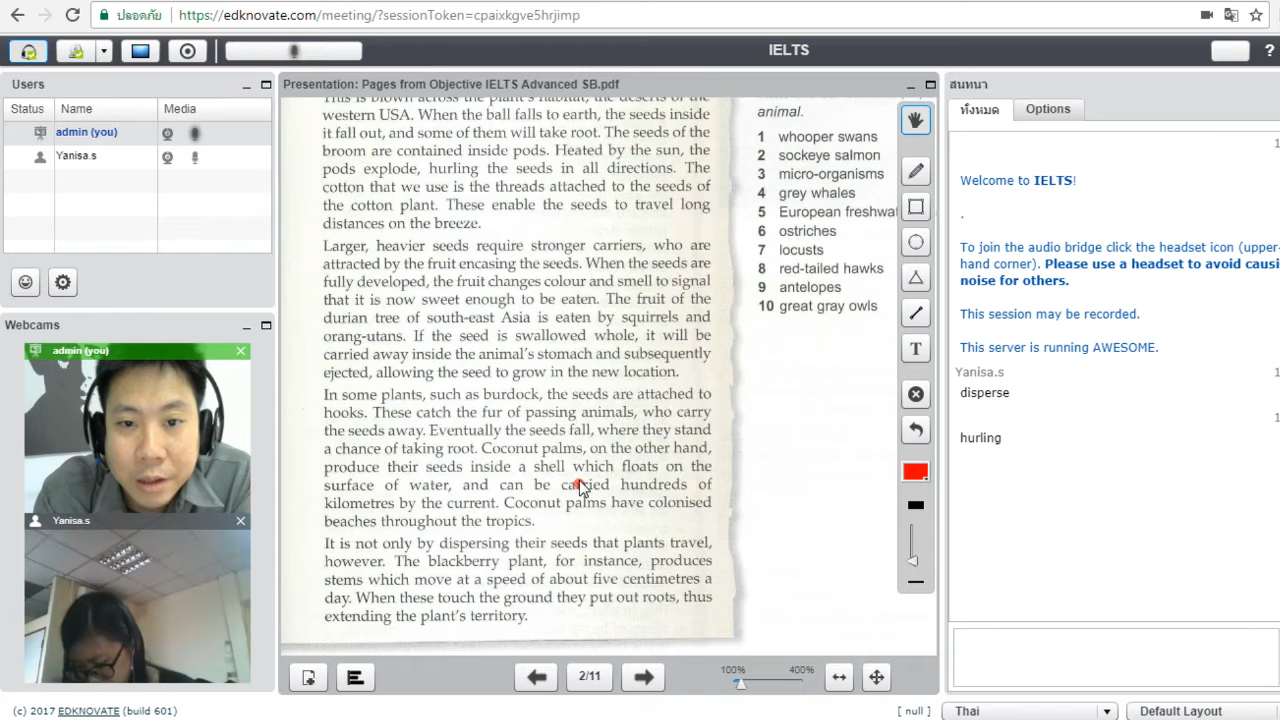 ปลอดภัย
https://edknovate.com/meeting/?sessionToken=cpaixkgve5hrjimp
IELTS
?
Users
Status Name Media
admin (you)
Yanisa.s
Webcams
admin (you)
Yanisa.s
Presentation: Pages from Objective IELTS Advanced SB.pdf
This is blown across the plant's habitat, the deserts of the
western USA. When the ball falls to earth, the seeds inside
it fall out, and some of them will take root. The seeds of the
broom are contained inside pods. Heated by the sun, the
pods explode, hurling the seeds in all directions. The
cotton that we use is the threads attached to the seeds of
the cotton plant. These enable the seeds to travel long
distances on the breeze.
Larger, heavier seeds require stronger carriers, who are
attracted by the fruit encasing the seeds. When the seeds are
fully developed, the fruit changes colour and smell to signal
that it is now sweet enough to be eaten. The fruit of the
durian tree of south-east Asia is eaten by squirrels and
orang-utans. If the seed is swallowed whole, it will be
carried away inside the animal's stomach and subsequently
ejected, allowing the seed to grow in the new location.
In some plants, such as burdock, the seeds are attached to
hooks. These catch the fur of passing animals, who carry
the seeds away. Eventually the seeds fall, where they stand
a chance of taking root. Coconut palms, on the other hand,
produce their seeds inside a shell which floats on the
surface of water, and can be carried hundreds of
kilometres by the current. Coconut palms have colonised
beaches throughout the tropics.
It is not only by dispersing their seeds that plants travel,
however. The blackberry plant, for instance, produces
stems which move at a speed of about five centimetres a
day. When these touch the ground they put out roots, thus
extending the plant's territory.
animal.
1 whooper swans
2 sockeye salmon
3 micro-organisms
4 grey whales
5 European freshwa
6 ostriches
7 locusts
8 red-tailed hawks
9 antelopes
10 great gray owls
T
2/11
100% 400%
สนทนา
ทั้งหมด Options
1
Welcome to IELTS!
.
To join the audio bridge click the headset icon (upper-
hand corner). Please use a headset to avoid causi
noise for others.
This session may be recorded.
This server is running AWESOME.
Yanisa.s 1
disperse
1
hurling
(c) 2017 EDKNOVATE (build 601)
[ null ]
Thai
Default Layout